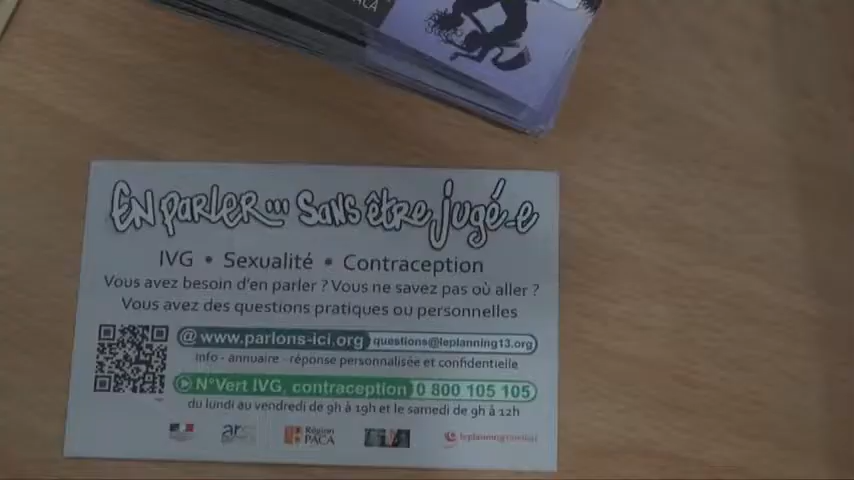 PACA
EN PARLER... SANS être jugé-e
IVG • Sexualité • Contraception
Vous avez besoin d'en parler ? Vous ne savez pas où aller ?
Vous avez des questions pratiques ou personnelles
@ www.parlons-ici.org questions@leplanning13.org
info - annuaire - réponse personnalisée et confidentielle
N°Vert IVG, contraception 0 800 105 105
du lundi au vendredi de 9h à 19h et le samedi de 9h à 12h
ars Région PACA leplanningfamilial